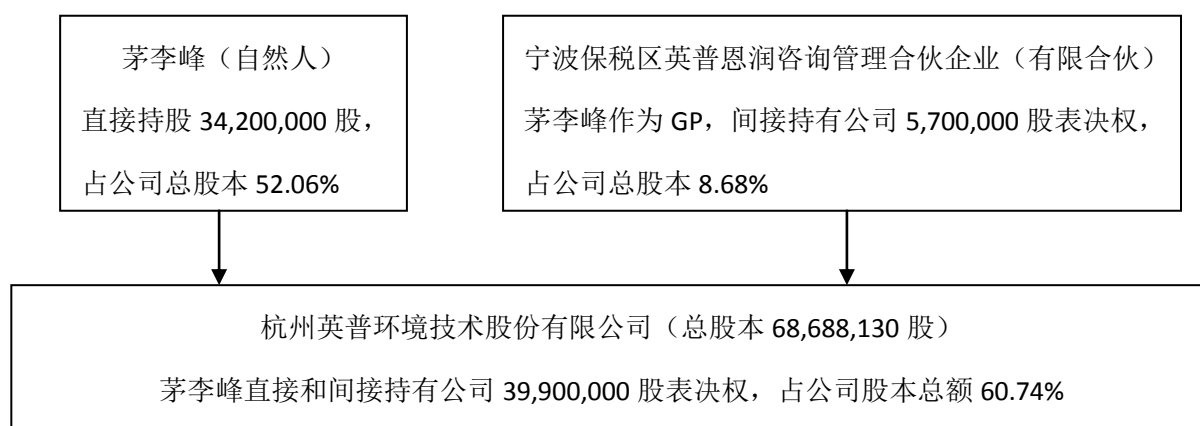 茅李峰（自然人）
直接持股 34,200,000 股，
占公司总股本 52.06%
宁波保税区英普恩润咨询管理合伙企业（有限合伙）
茅李峰作为 GP，间接持有公司 5,700,000 股表决权，
占公司总股本 8.68%
杭州英普环境技术股份有限公司（总股本 68,688,130 股）
茅李峰直接和间接持有公司 39,900,000 股表决权，占公司股本总额 60.74%